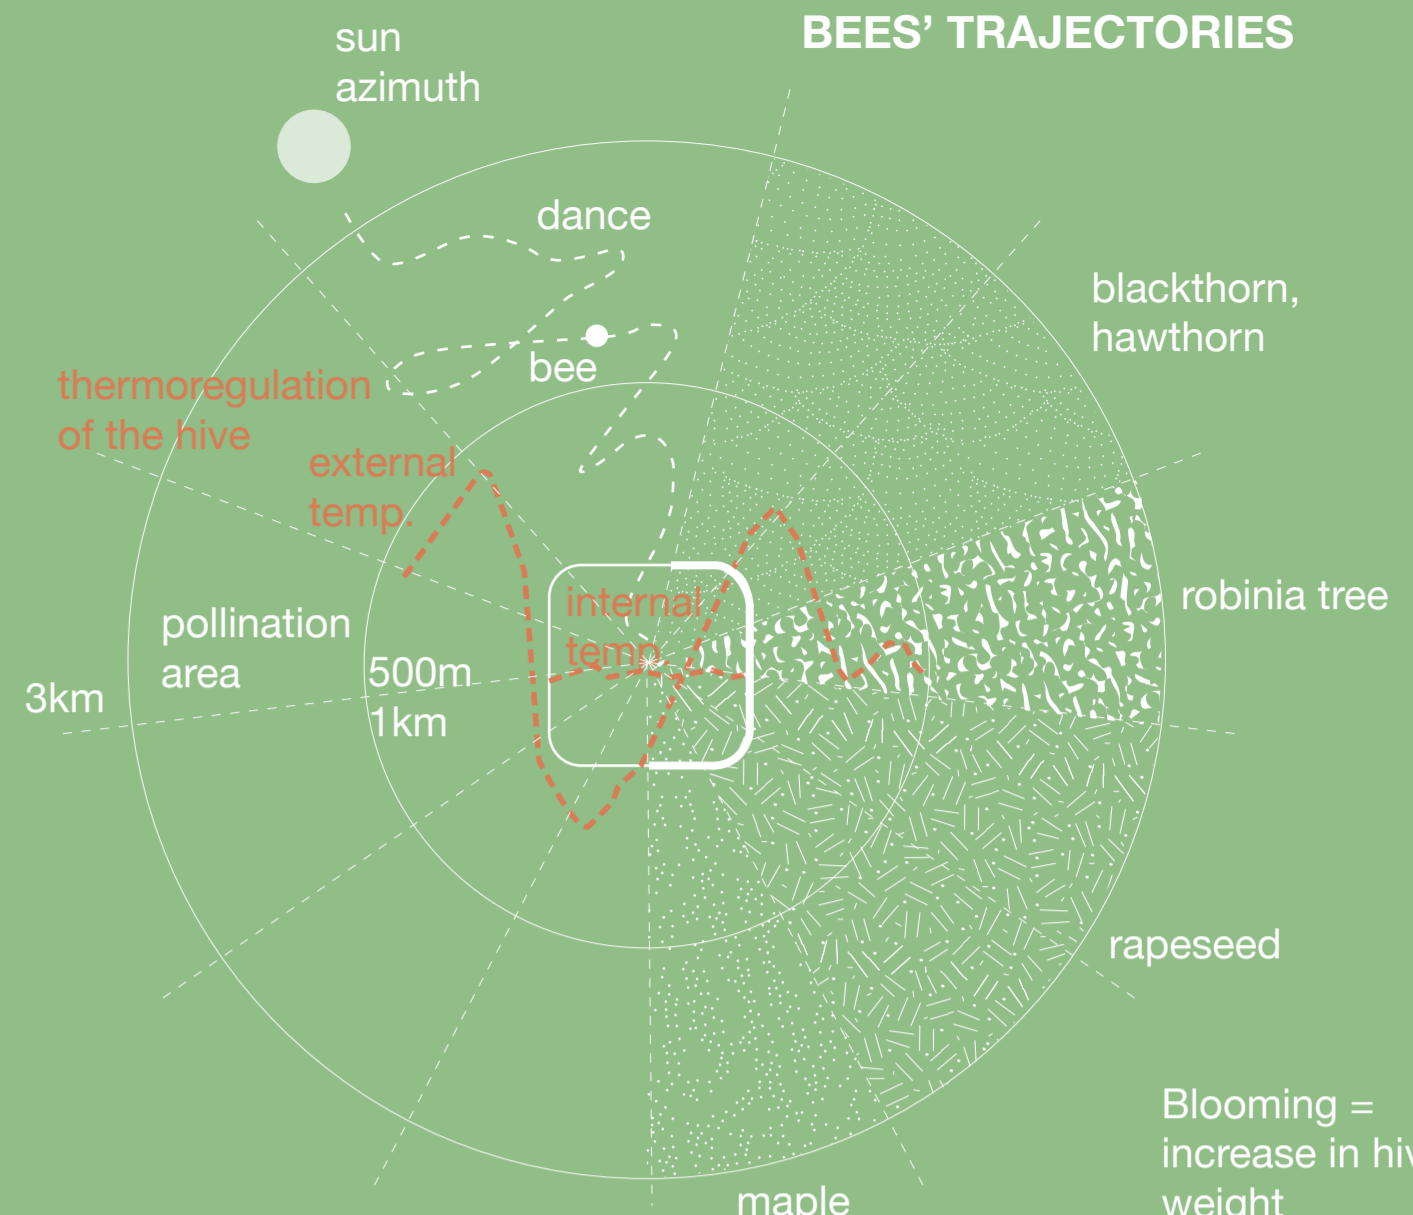 BEES’ TRAJECTORIES
sun
azimuth
dance
bee
blackthorn,
hawthorn
thermoregulation
of the hive
external
temp.
internal
temp.
robinia tree
pollination
area
500m
1km
3km
rapeseed
Blooming =
increase in
weight
maple